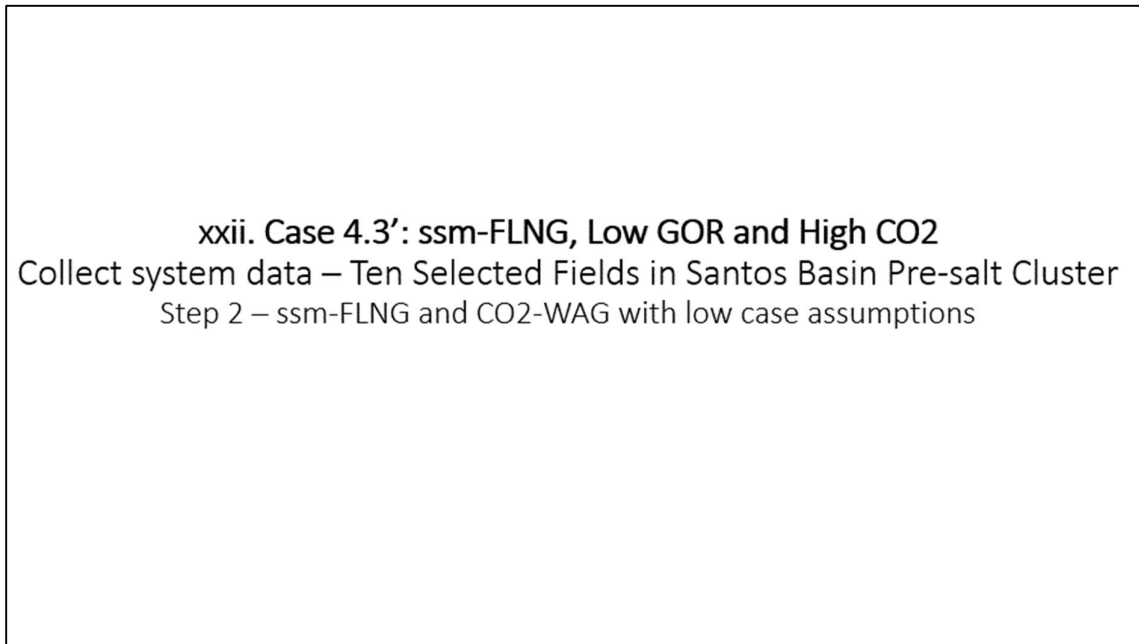 xxii. Case 4.3’: ssm-FLNG, Low GOR and High CO2
Collect system data – Ten Selected Fields in Santos Basin Pre-salt Cluster
Step 2 – ssm-FLNG and CO2-WAG with low case assumptions